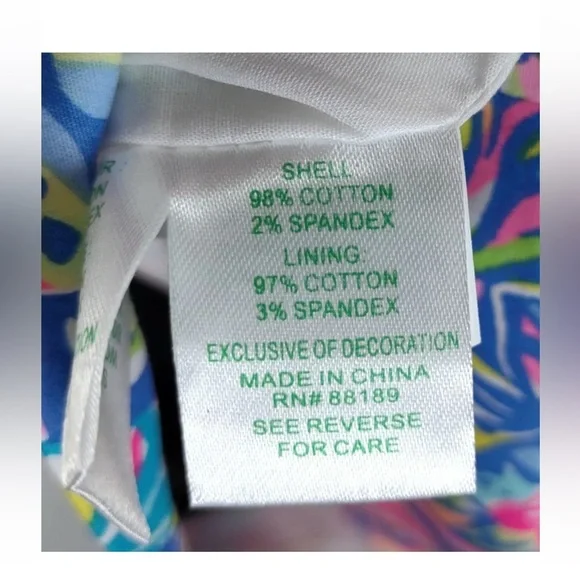 SHELL
98% COTTON
2% SPANDEX
LINING:
97% COTTON
3% SPANDEX
EXCLUSIVE OF DECORATION
MADE IN CHINA
RN# 88189
SEE REVERSE
FOR CARE